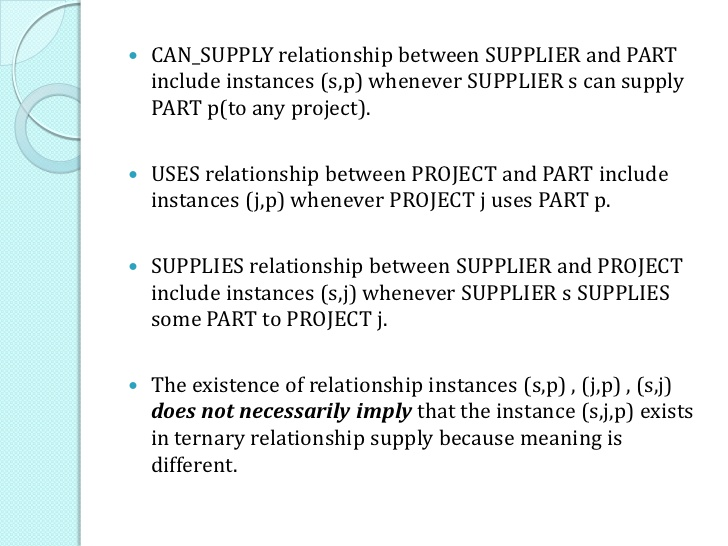 • CAN_SUPPLY relationship between SUPPLIER and PART
include instances (s,p) whenever SUPPLIER s can supply
PART p(to any project).
• USES relationship between PROJECT and PART include
instances (j,p) whenever PROJECT j uses PART p.
• SUPPLIES relationship between SUPPLIER and PROJECT
include instances (s,j) whenever SUPPLIER s SUPPLIES
some PART to PROJECT j.
• The existence of relationship instances (s,p) , (j,p) , (s,j)
does not necessarily imply that the instance (s,j,p) exists
in ternary relationship supply because meaning is
different.